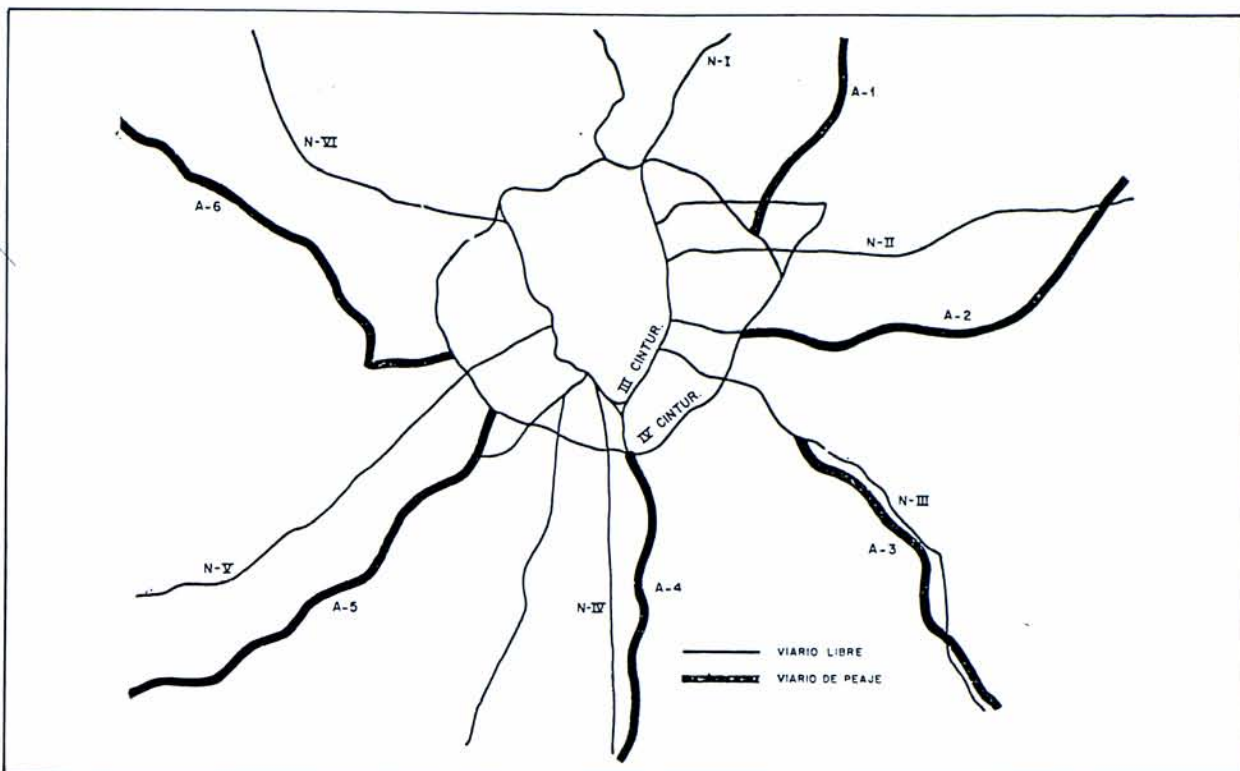 N-I
A-1
N-VI
A-6
N-II
A-2
III CINTUR.
IV CINTUR.
N-III
A-3
N-V
A-5
N-IV
A-4
VIARIO LIBRE
VIARIO DE PEAJE